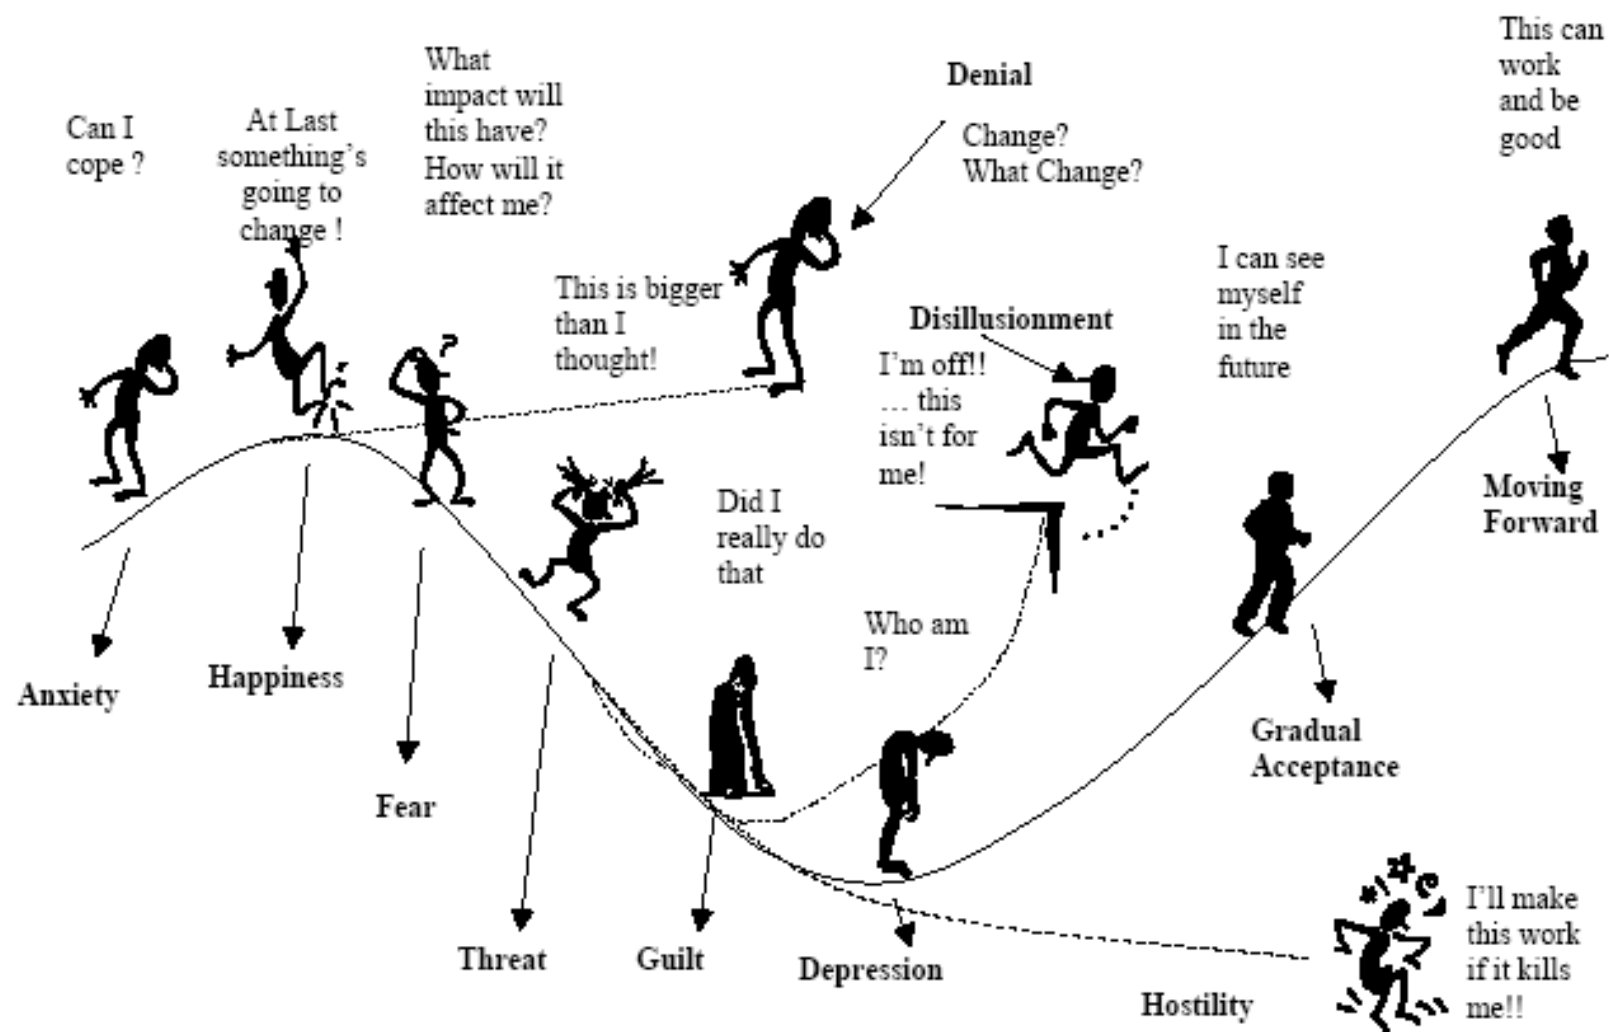 Can I
cope ?
At Last
something's
going to
change !
What
impact will
this have?
How will it
affect me?
This is bigger
than I
thought!
Denial
Change?
What Change?
Disillusionment
I'm off!!
... this
isn't for
me!
I can see
myself
in the
future
This can
work
and be
good
Did I
really do
that
Who am
I?
Moving
Forward
Anxiety
Happiness
Fear
Threat
Guilt
Depression
Gradual
Acceptance
Hostility
I'll make
this work
if it kills
me!!